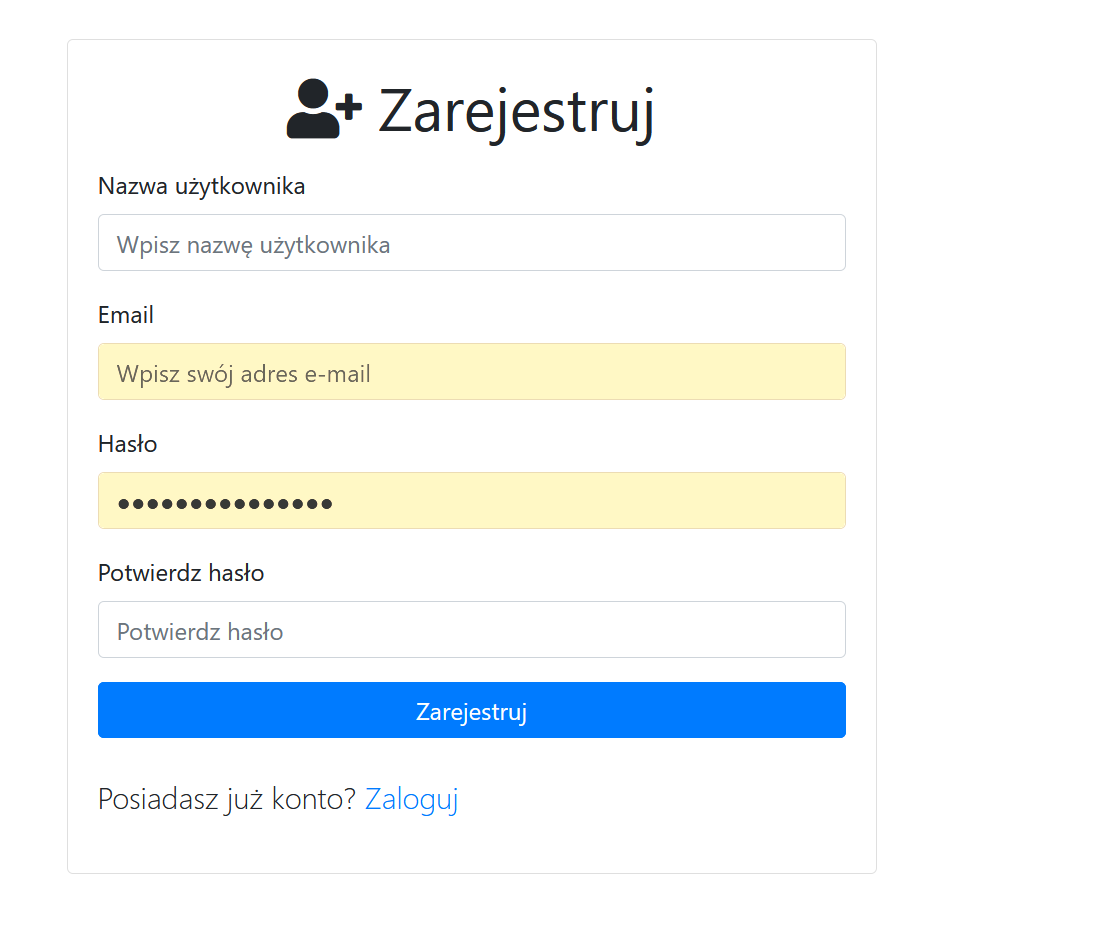 Zarejestruj
Nazwa użytkownika
Wpisz nazwę użytkownika
Email
Wpisz swój adres e-mail
Hasło
●●●●●●●●●●●●●●●
Potwierdz hasło
Potwierdz hasło
Zarejestruj
Posiadasz już konto? Zaloguj